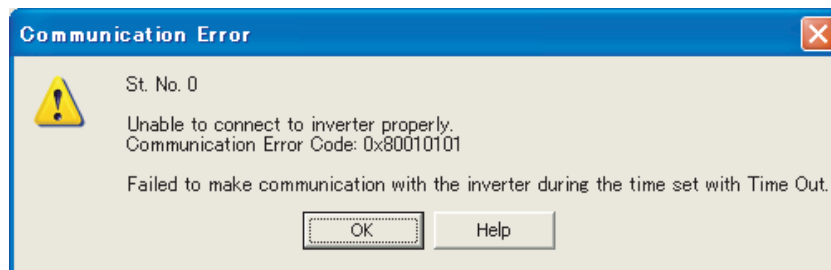 Communication Error
St. No. 0
Unable to connect to inverter properly.
Communication Error Code: 0x80010101
Failed to make communication with the inverter during the time set with Time Out.
OK Help